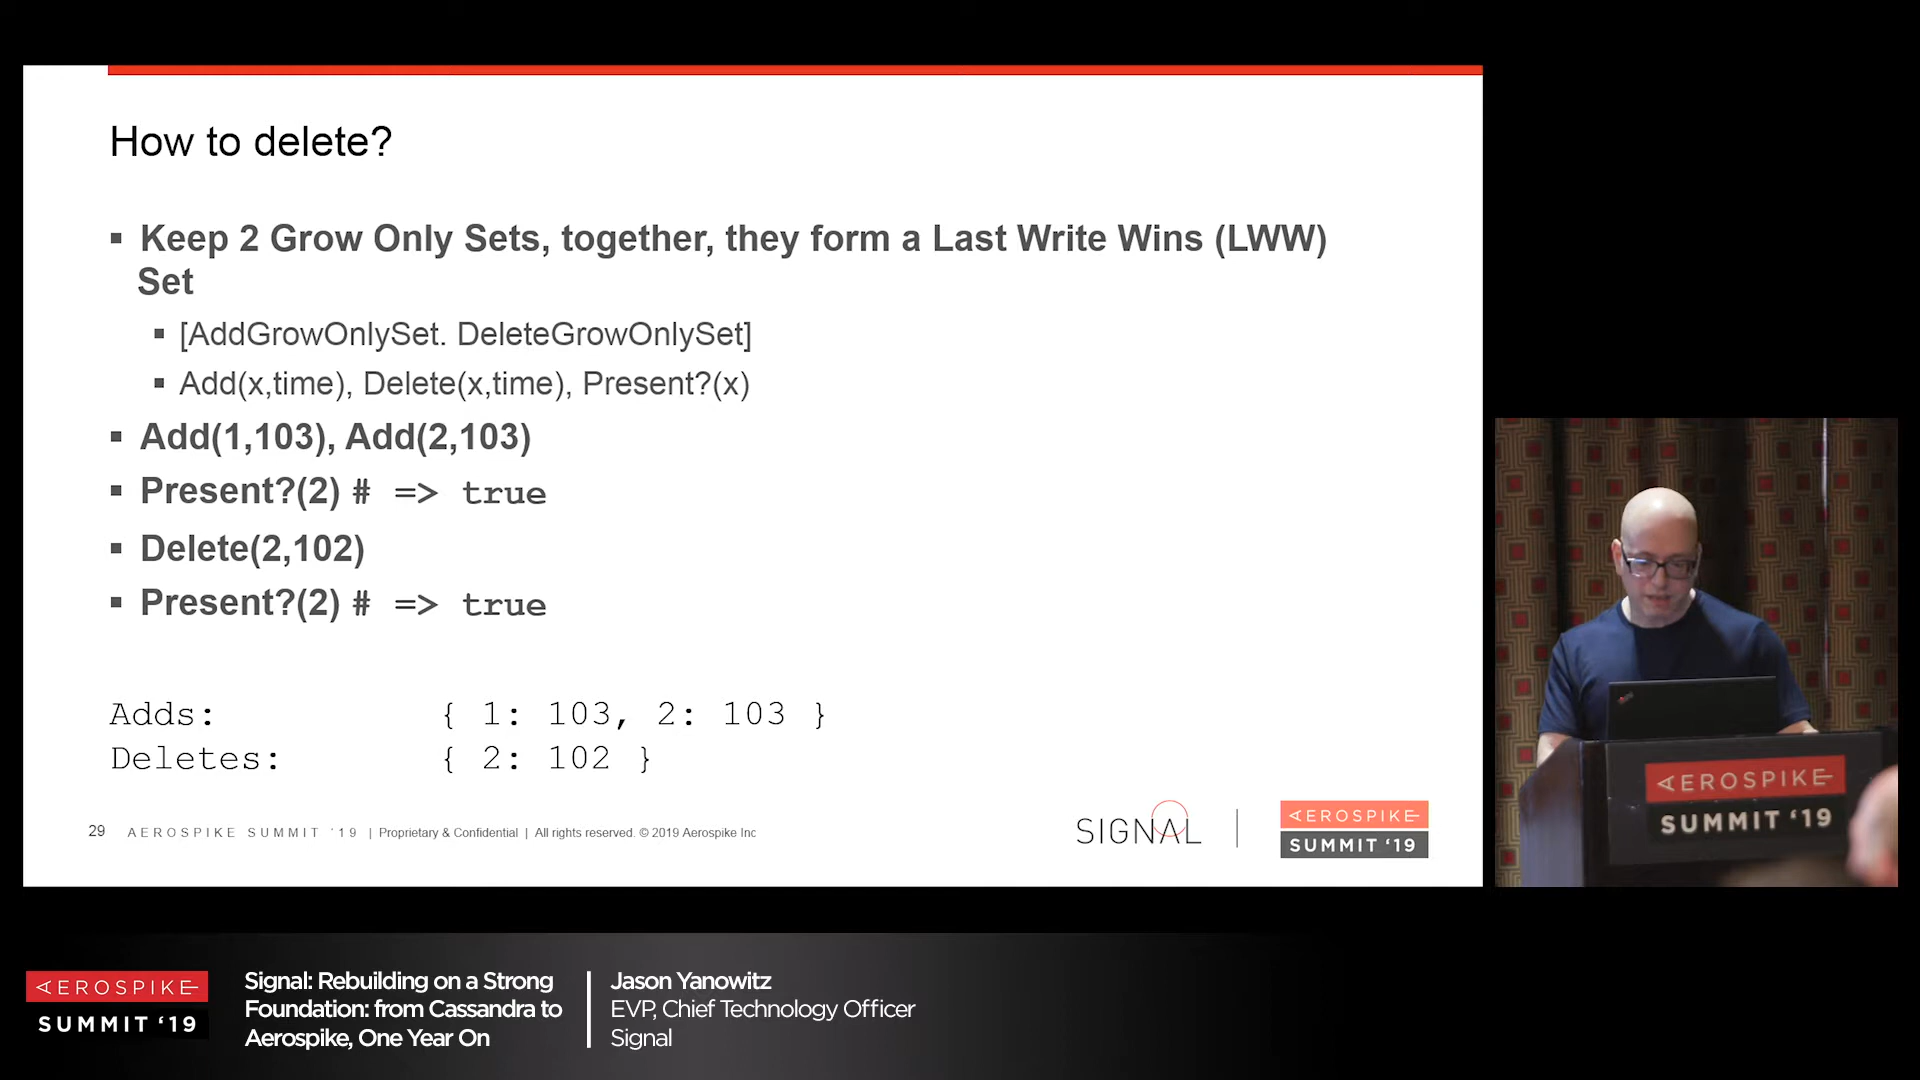 How to delete?
▪ Keep 2 Grow Only Sets, together, they form a Last Write Wins (LWW)
Set
▪ [AddGrowOnlySet. DeleteGrowOnlySet]
▪ Add(x,time), Delete(x,time), Present?(x)
▪ Add(1,103), Add(2,103)
▪ Present?(2) # => true
▪ Delete(2,102)
▪ Present?(2) # => true
Adds: { 1: 103, 2: 103 }
Deletes: { 2: 102 }
29 AEROSPIKE SUMMIT '19 | Proprietary & Confidential | All rights reserved. © 2019 Aerospike Inc
SIGNAL
AEROSPIKE
SUMMIT '19
AEROSPIKE
SUMMIT '19
AEROSPIKE
SUMMIT '19
Signal: Rebuilding on a Strong
Foundation: from Cassandra to
Aerospike, One Year On
Jason Yanowitz
EVP, Chief Technology Officer
Signal